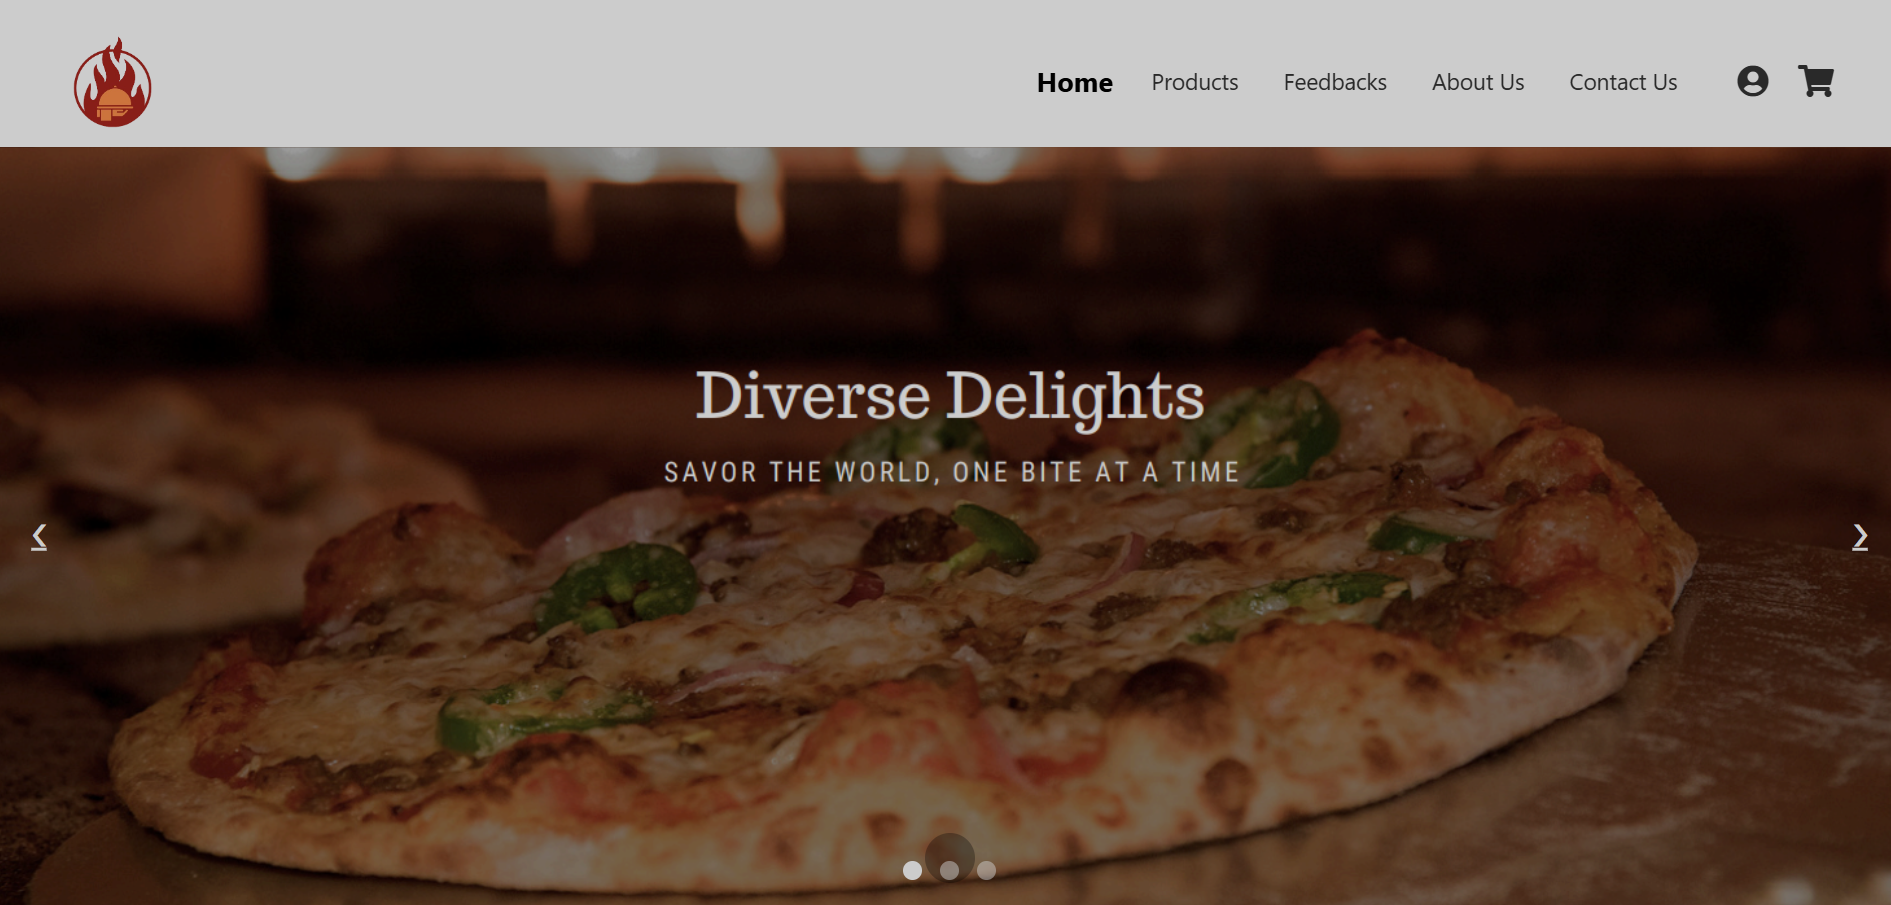 Home Products Feedbacks About Us Contact Us
Diverse Delights
SAVOR THE WORLD, ONE BITE AT A TIME